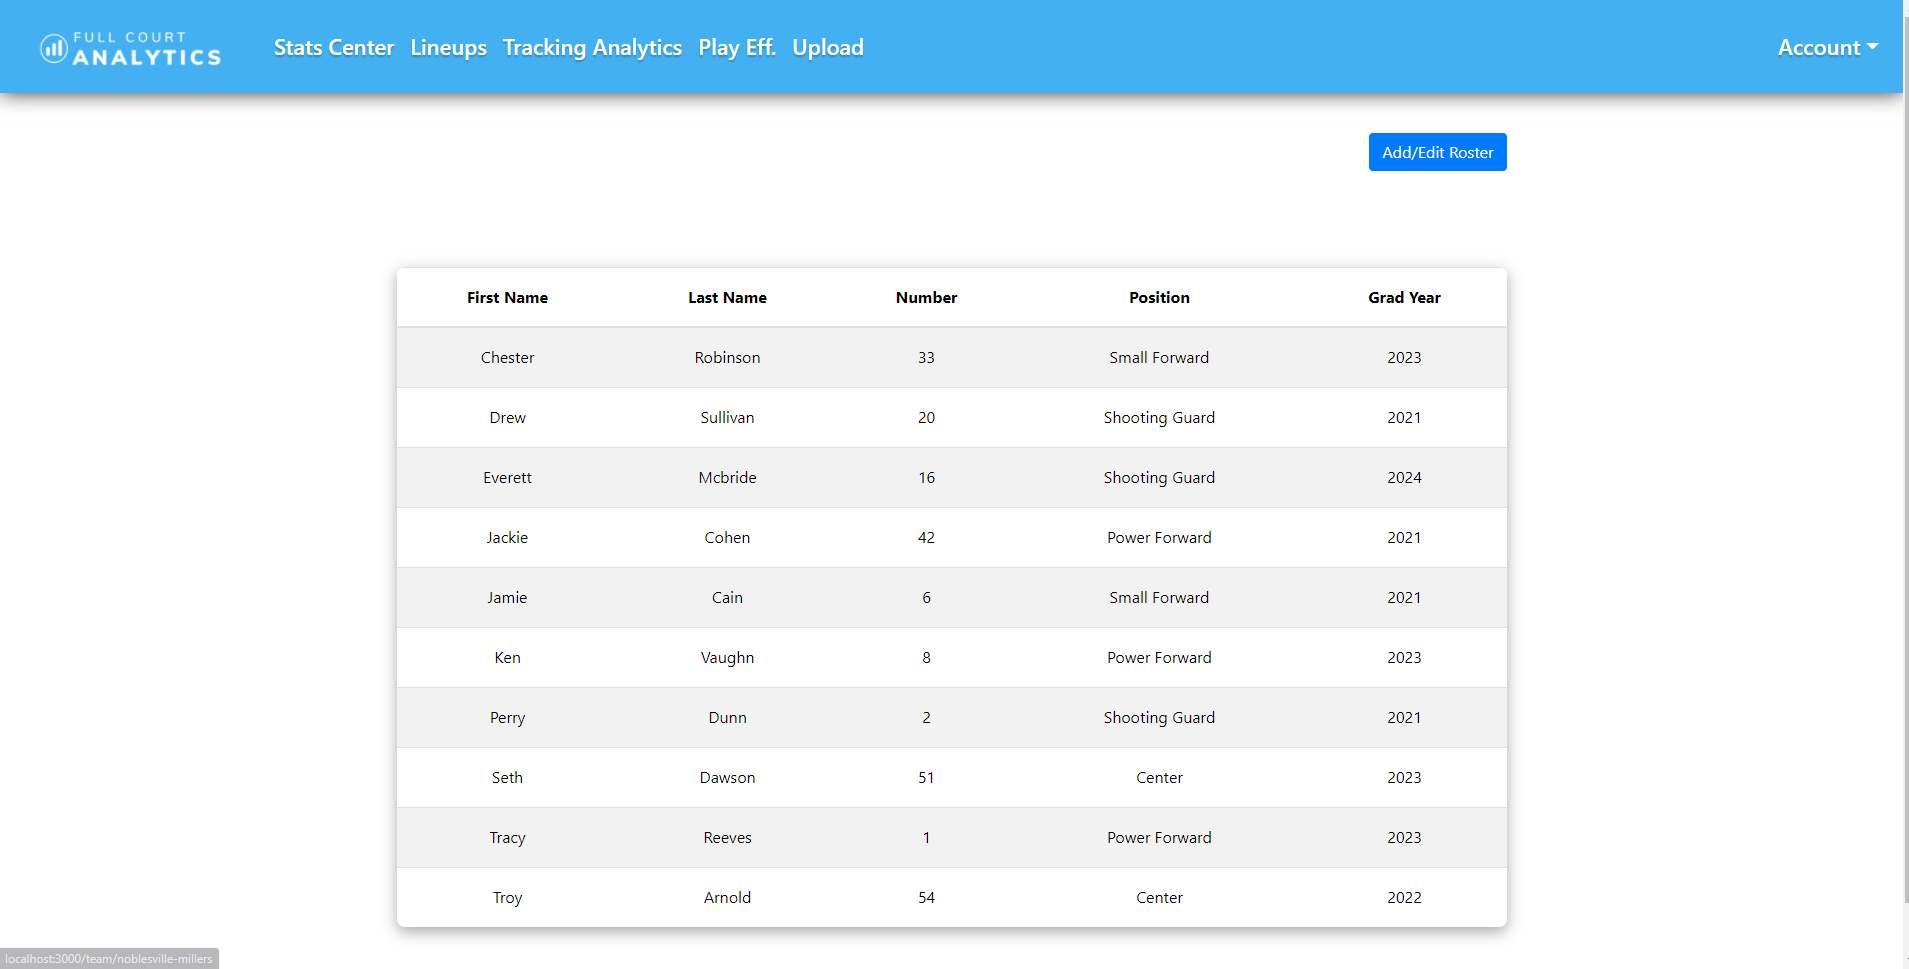 FULL COURT
ANALYTICS
Stats Center Lineups Tracking Analytics Play Eff. Upload Account
Add/Edit Roster
First Name Last Name Number Position Grad Year
Chester Robinson 33 Small Forward 2023
Drew Sullivan 20 Shooting Guard 2021
Everett Mcbride 16 Shooting Guard 2024
Jackie Cohen 42 Power Forward 2021
Jamie Cain 6 Small Forward 2021
Ken Vaughn 8 Power Forward 2023
Perry Dunn 2 Shooting Guard 2021
Seth Dawson 51 Center 2023
Tracy Reeves 1 Power Forward 2023
Troy Arnold 54 Center 2022
localhost:3000/team/noblesville-millers